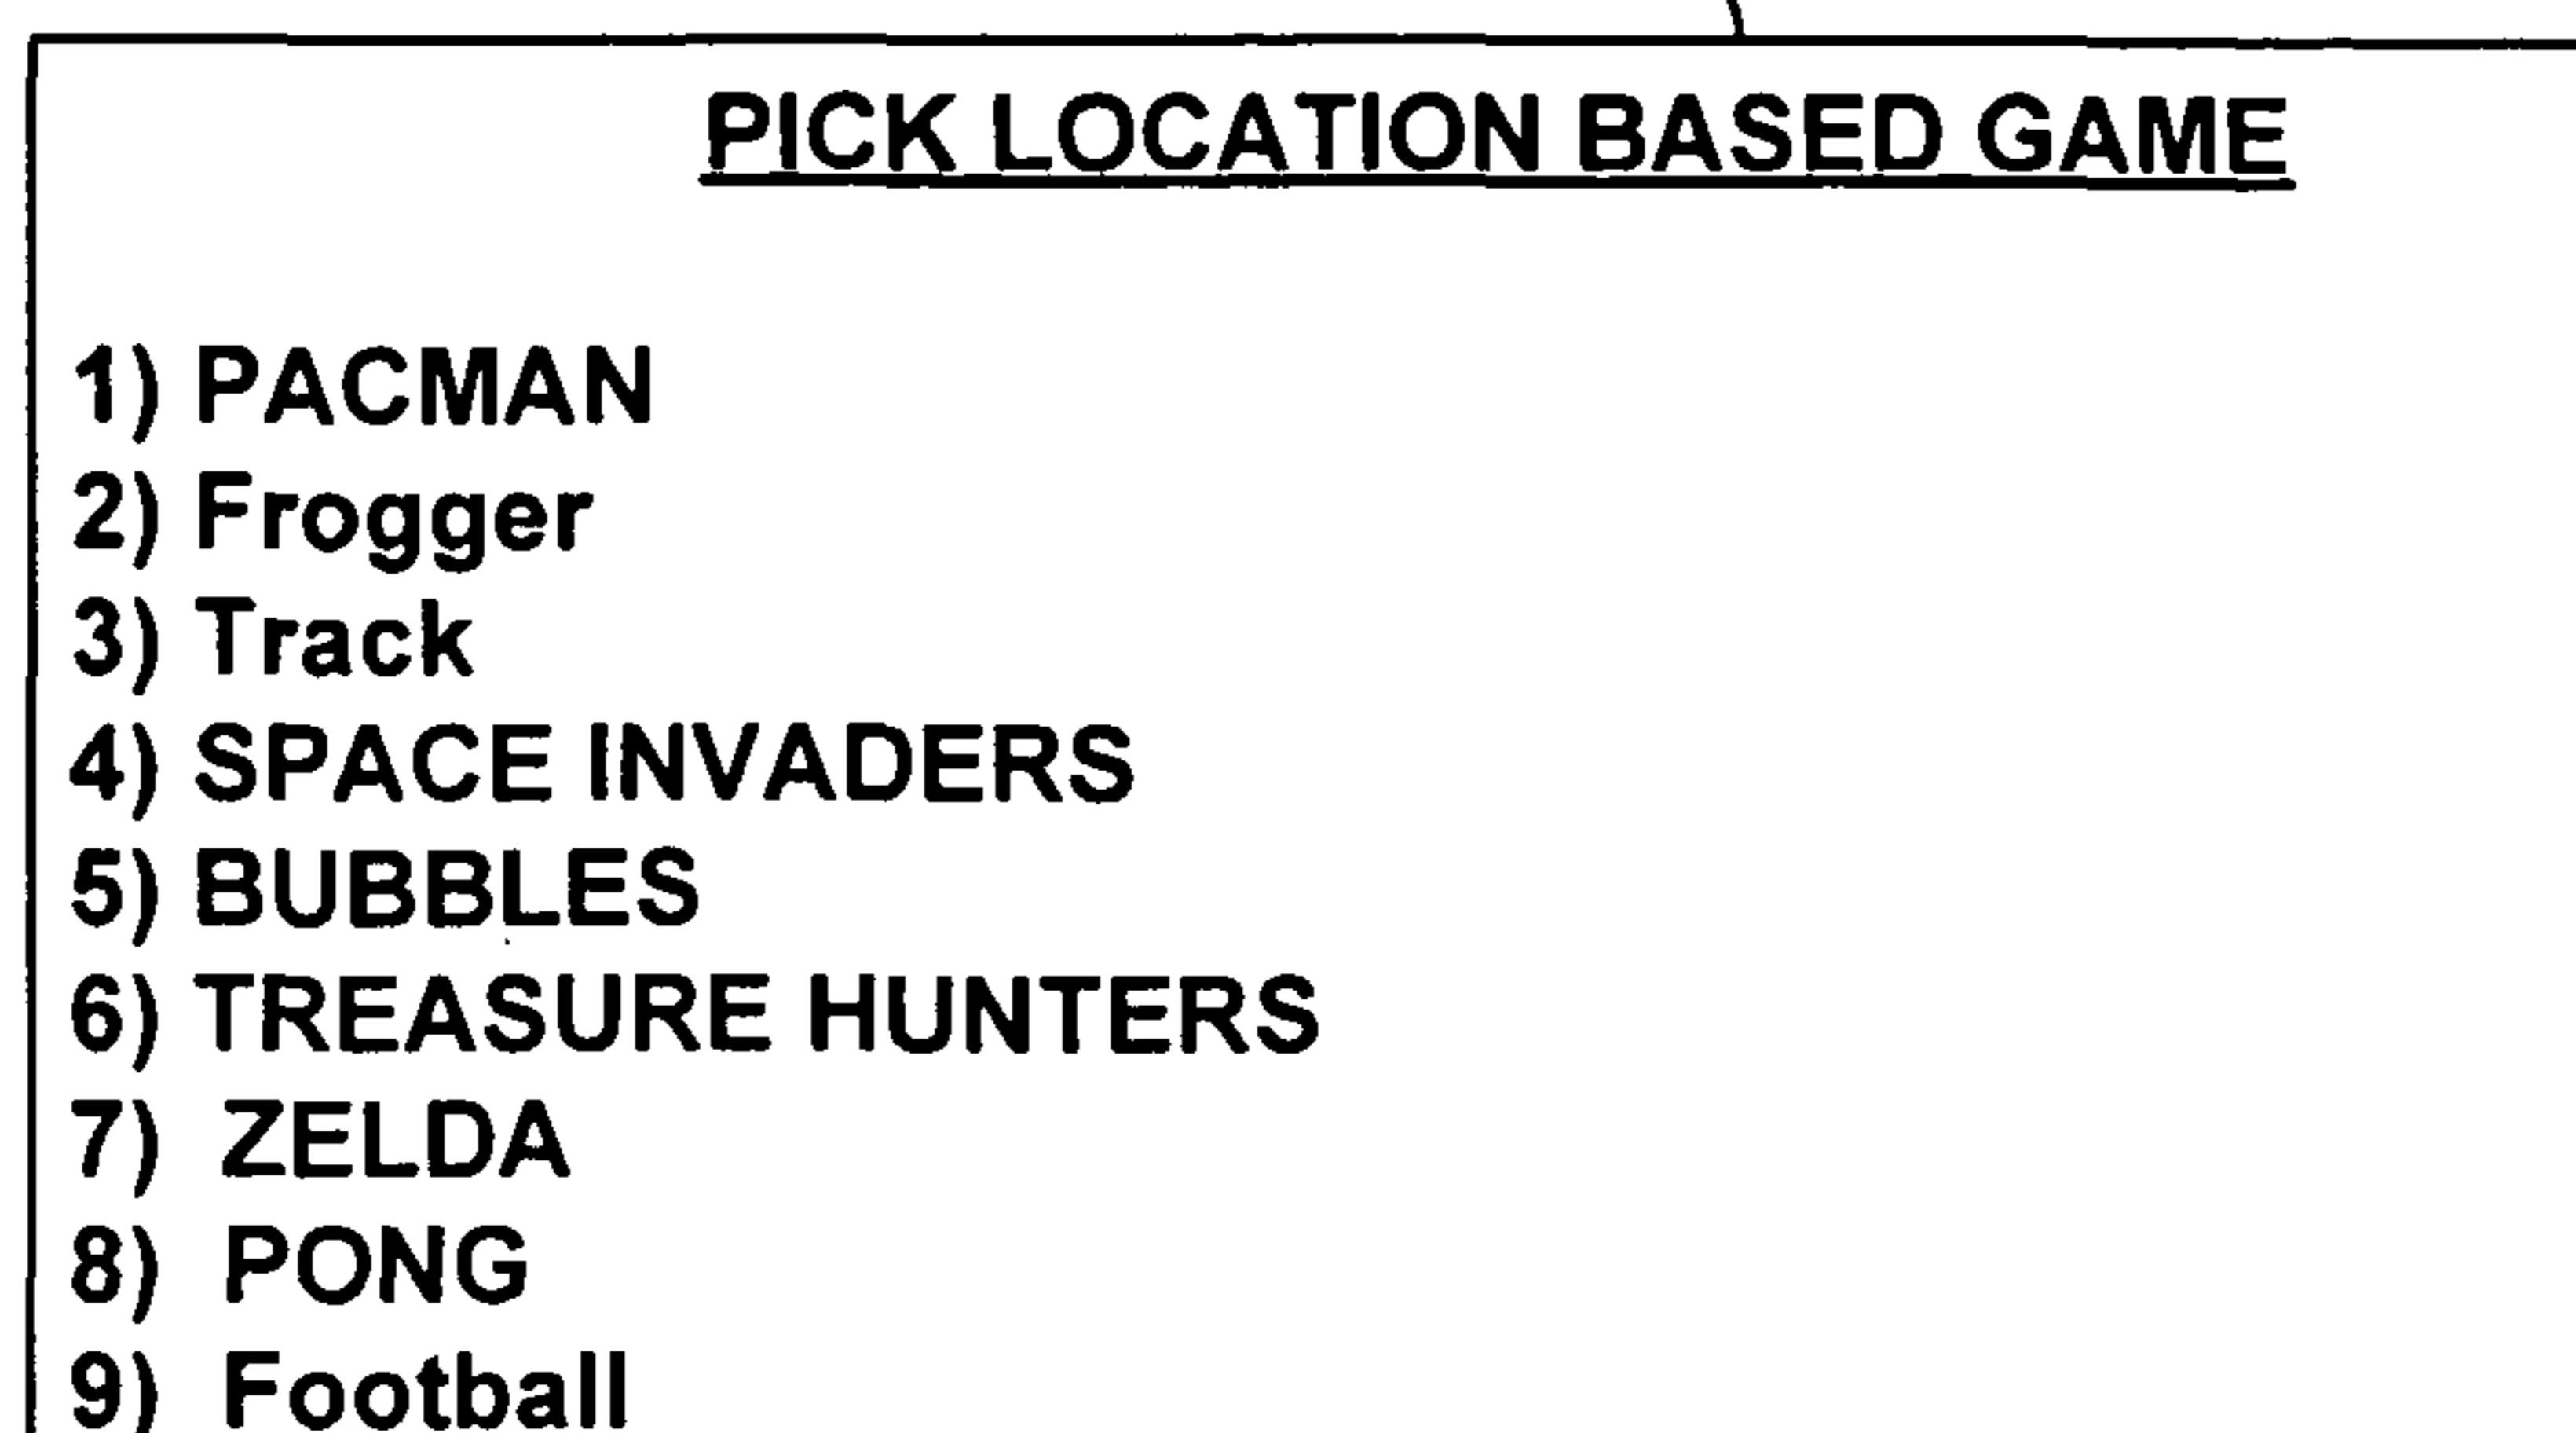 PICK LOCATION BASED GAME
1) PACMAN
2) Frogger
3) Track
4) SPACE INVADERS
5) BUBBLES
6) TREASURE HUNTERS
7) ZELDA
8) PONG
9) Football